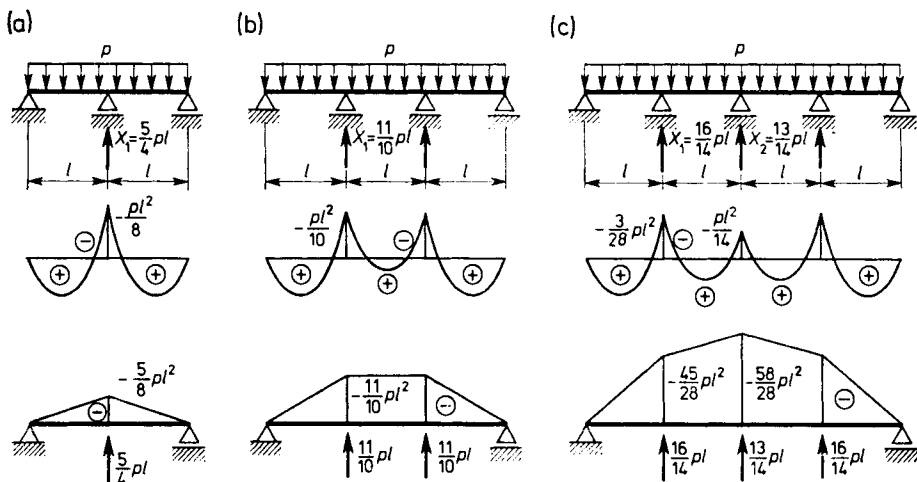 (a)
(b)
(c)
p
p
p
X₁=5/4 pl
X₁=11/10 pl
X₁=16/14 pl
X₂=13/14 pl
l
l
l
l
l
l
l
l
l
-pl²/8
-pl²/10
-3/28 pl²
-pl²/14
-5/8 pl²
-11/10 pl²
-45/28 pl²
-58/28 pl²
5/4 pl
11/10 pl
11/10 pl
16/14 pl
13/14 pl
16/14 pl